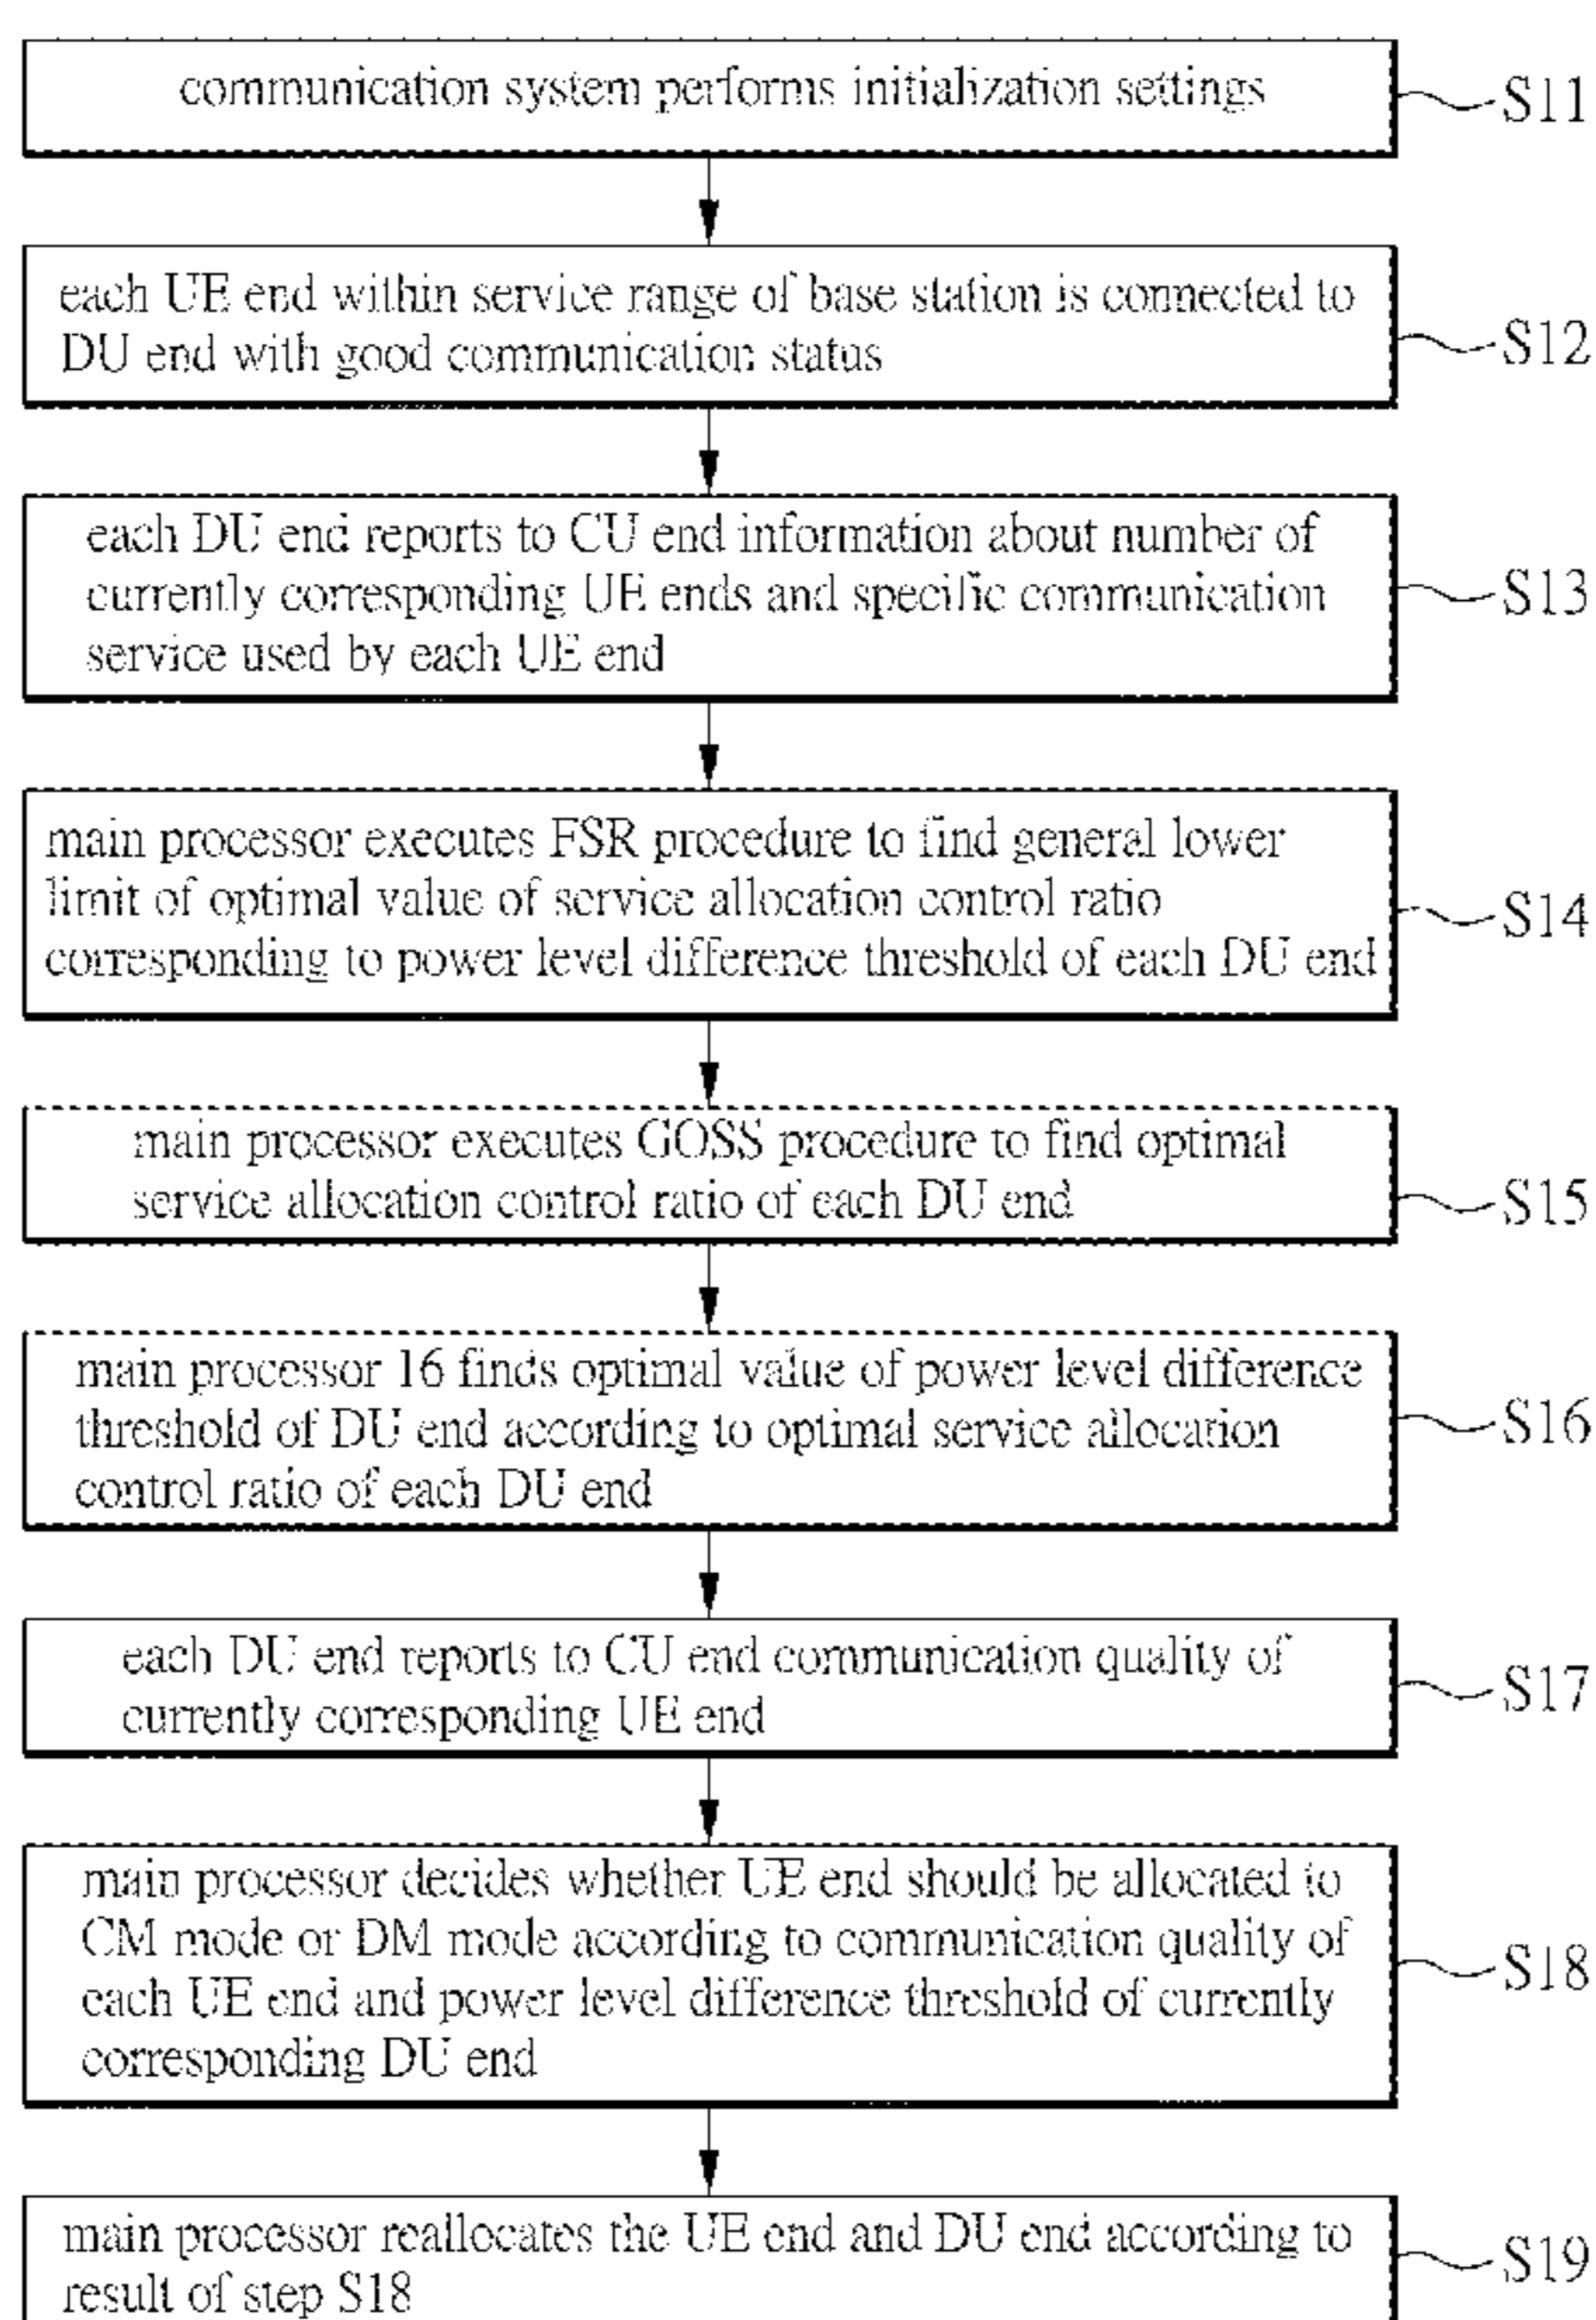 communication system performs initialization settings
S11
each UE end within service range of base station is connected to
DU end with good communication status
S12
each DU end reports to CU end information about number of
currently corresponding UE ends and specific communication
service used by each UE end
S13
main processor executes FSR procedure to find general lower
limit of optimal value of service allocation control ratio
corresponding to power level difference threshold of each DU end
S14
main processor executes GOSS procedure to find optimal
service allocation control ratio of each DU end
S15
main processor 16 finds optimal value of power level difference
threshold of DU end according to optimal service allocation
control ratio of each DU end
S16
each DU end reports to CU end communication quality of
currently corresponding UE end
S17
main processor decides whether UE end should be allocated to
CM mode or DM mode according to communication quality of
each UE end and power level difference threshold of currently
corresponding DU end
S18
main processor reallocates the UE end and DU end according to
result of step S18
S19